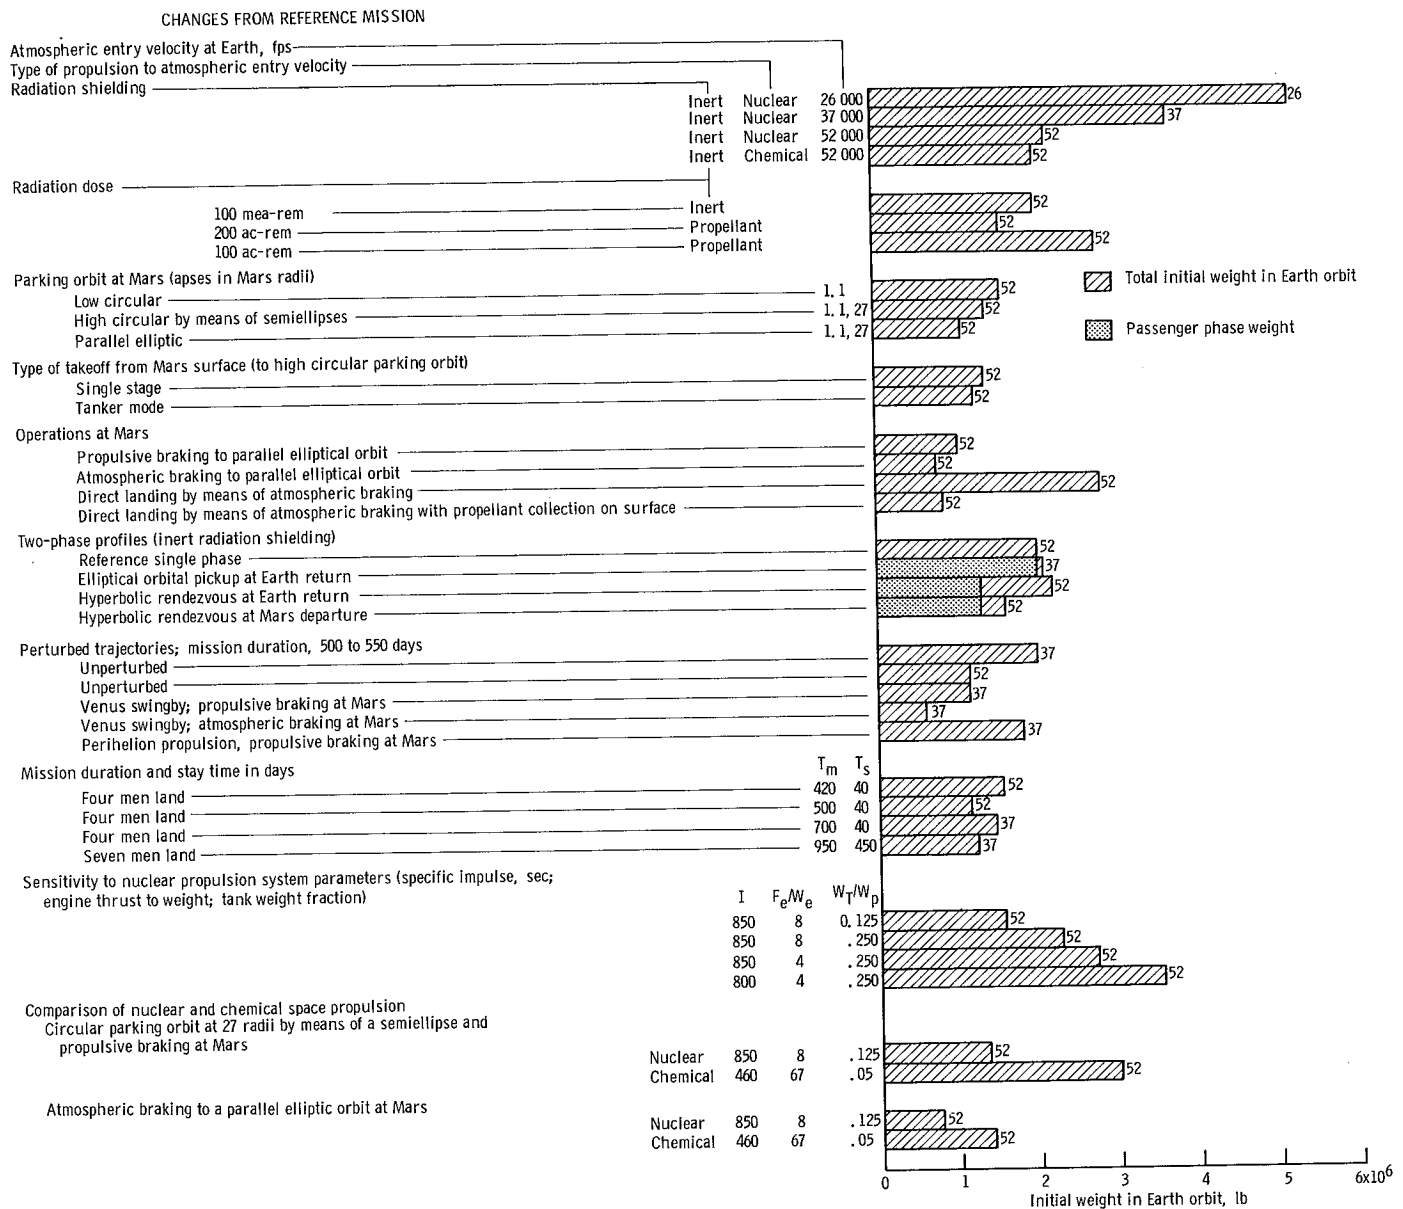 CHANGES FROM REFERENCE MISSION
Atmospheric entry velocity at Earth, fps
Type of propulsion to atmospheric entry velocity
Radiation shielding
Inert Nuclear 26 000 26
Inert Nuclear 37 000 37
Inert Nuclear 52 000 52
Inert Chemical 52 000 52
Radiation dose
100 mea-rem Inert 52
200 ac-rem Propellant 52
100 ac-rem Propellant 52
Parking orbit at Mars (apses in Mars radii)
Low circular 1.1 52
High circular by means of semiellipses 1.1, 27 52
Parallel elliptic 1.1, 27 52
Total initial weight in Earth orbit
Passenger phase weight
Type of takeoff from Mars surface (to high circular parking orbit)
Single stage 52
Tanker mode 52
Operations at Mars
Propulsive braking to parallel elliptical orbit 52
Atmospheric braking to parallel elliptical orbit 52
Direct landing by means of atmospheric braking 52
Direct landing by means of atmospheric braking with propellant collection on surface 52
Two-phase profiles (inert radiation shielding)
Reference single phase 52
Elliptical orbital pickup at Earth return 37
Hyperbolic rendezvous at Earth return 52
Hyperbolic rendezvous at Mars departure 52
Perturbed trajectories; mission duration, 500 to 550 days
Unperturbed 37
Unperturbed 52
Venus swingby; propulsive braking at Mars 37
Venus swingby; atmospheric braking at Mars 37
Perihelion propulsion, propulsive braking at Mars 37
Mission duration and stay time in days Tm Ts
Four men land 420 40 52
Four men land 500 40 52
Four men land 700 40 37
Seven men land 950 450 37
Sensitivity to nuclear propulsion system parameters (specific impulse, sec;
engine thrust to weight; tank weight fraction) I Fe/We WT/Wp
850 8 0.125 52
850 8 .250 52
850 4 .250 52
800 4 .250 52
Comparison of nuclear and chemical space propulsion
Circular parking orbit at 27 radii by means of a semiellipse and
propulsive braking at Mars
Nuclear 850 8 .125 52
Chemical 460 67 .05 52
Atmospheric braking to a parallel elliptic orbit at Mars
Nuclear 850 8 .125 52
Chemical 460 67 .05 52
0 1 2 3 4 5 6x10⁶
Initial weight in Earth orbit, lb